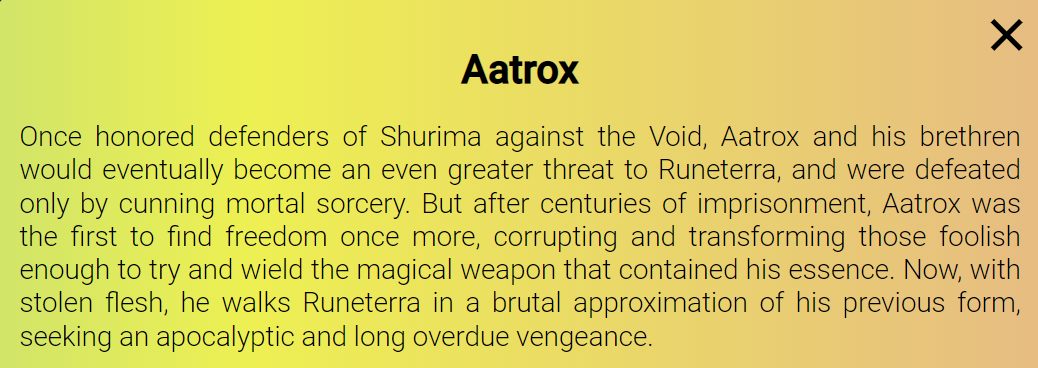 Aatrox
Once honored defenders of Shurima against the Void, Aatrox and his brethren
would eventually become an even greater threat to Runeterra, and were defeated
only by cunning mortal sorcery. But after centuries of imprisonment, Aatrox was
the first to find freedom once more, corrupting and transforming those foolish
enough to try and wield the magical weapon that contained his essence. Now, with
stolen flesh, he walks Runeterra in a brutal approximation of his previous form,
seeking an apocalyptic and long overdue vengeance.